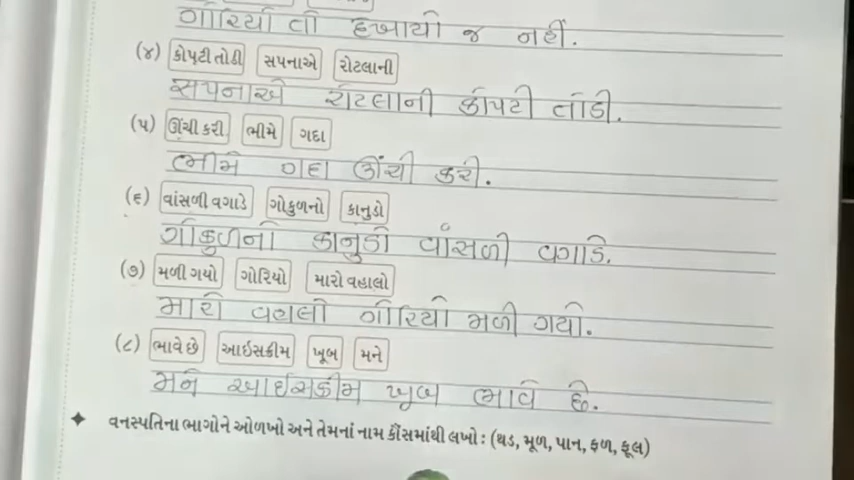 ગોરિયો તો દેખાયો જ નહીં.
(૪) કોપટી તોડી સપનાએ રોટલાની
સપનાએ રોટલાની કોપટી તોડી.
(૫) ઊંચી કરી ભીમે ગદા
ભીમે ગદા ઊંચી કરી.
(૬) વાંસળી વગાડે ગોકુળનો કાનુડો
ગોકુળનો કાનુડો વાંસળી વગાડે.
(૭) મળી ગયો ગોરિયો મારો વહાલો
મારો વહાલો ગોરિયો મળી ગયો.
(૮) ભાવે છે આઇસક્રીમ ખૂબ મને
મને આઇસક્રીમ ખૂબ ભાવે છે.
✦ વનસ્પતિના ભાગોને ઓળખો અને તેમનાં નામ કૌંસમાંથી લખો : (થડ, મૂળ, પાન, ફળ, ફૂલ)